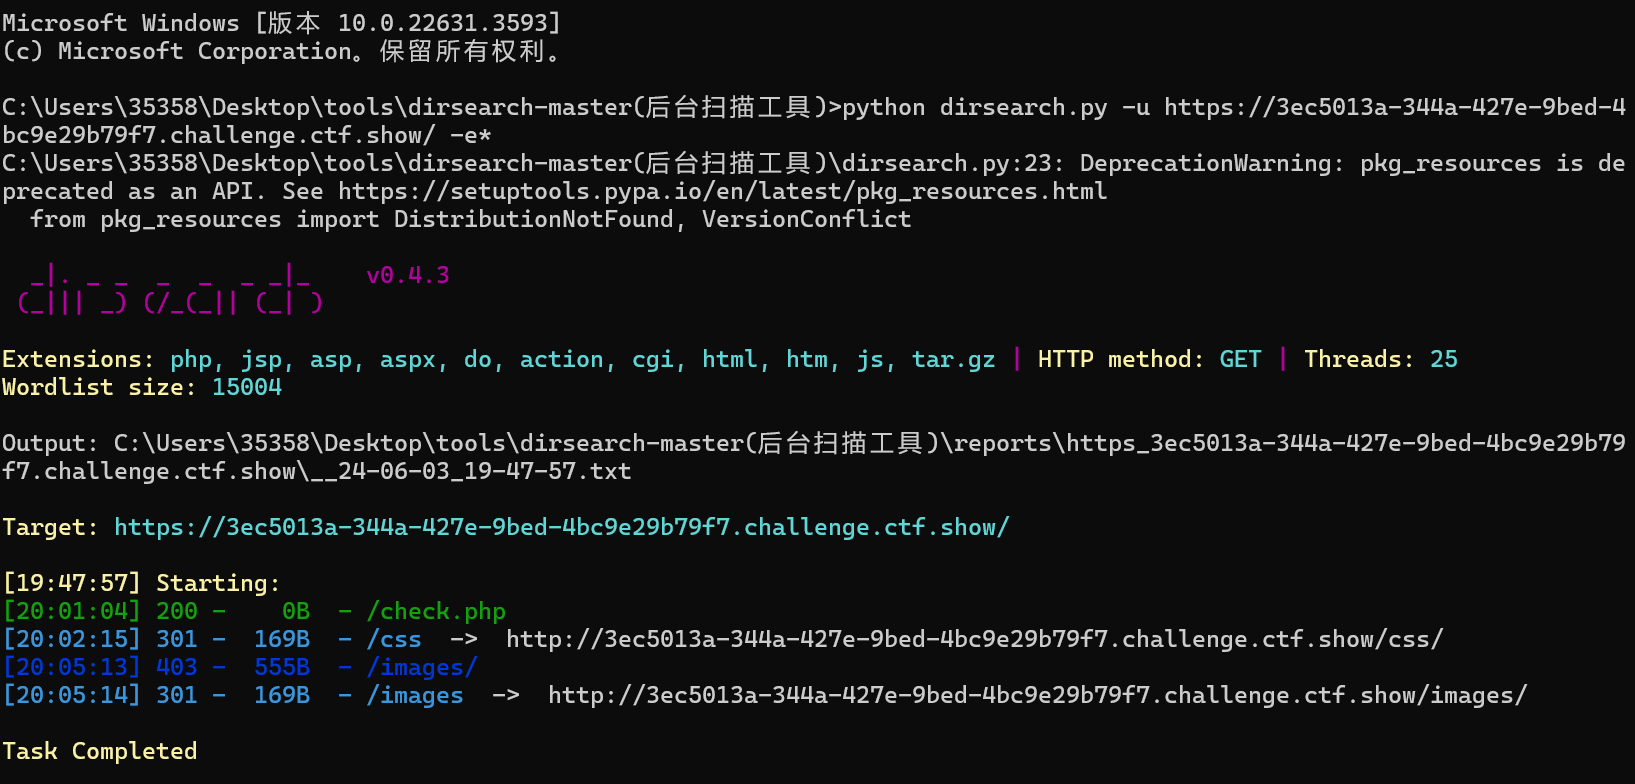 Microsoft Windows [版本 10.0.22631.3593]
(c) Microsoft Corporation。保留所有权利。
C:\Users\35358\Desktop\tools\dirsearch-master(后台扫描工具)>python dirsearch.py -u https://3ec5013a-344a-427e-9bed-4
bc9e29b79f7.challenge.ctf.show/ -e*
C:\Users\35358\Desktop\tools\dirsearch-master(后台扫描工具)\dirsearch.py:23: DeprecationWarning: pkg_resources is de
precated as an API. See https://setuptools.pypa.io/en/latest/pkg_resources.html
  from pkg_resources import DistributionNotFound, VersionConflict
  _|. _ _  _  _  _ _|_    v0.4.3
 (_||| _) (/_(_|| (_| )
Extensions: php, jsp, asp, aspx, do, action, cgi, html, htm, js, tar.gz | HTTP method: GET | Threads: 25
Wordlist size: 15004
Output: C:\Users\35358\Desktop\tools\dirsearch-master(后台扫描工具)\reports\https_3ec5013a-344a-427e-9bed-4bc9e29b79
f7.challenge.ctf.show\__24-06-03_19-47-57.txt
Target: https://3ec5013a-344a-427e-9bed-4bc9e29b79f7.challenge.ctf.show/
[19:47:57] Starting:
[20:01:04] 200 -    0B  - /check.php
[20:02:15] 301 -  169B  - /css  ->  http://3ec5013a-344a-427e-9bed-4bc9e29b79f7.challenge.ctf.show/css/
[20:05:13] 403 -  555B  - /images/
[20:05:14] 301 -  169B  - /images  ->  http://3ec5013a-344a-427e-9bed-4bc9e29b79f7.challenge.ctf.show/images/
Task Completed